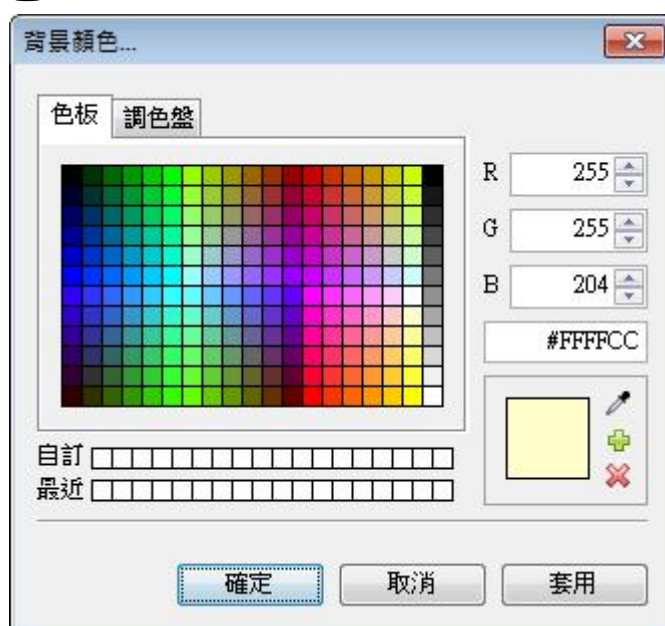 背景顏色...
色板
調色盤
R 255
G 255
B 204
#FFFFCC
自訂
最近
確定
取消
套用